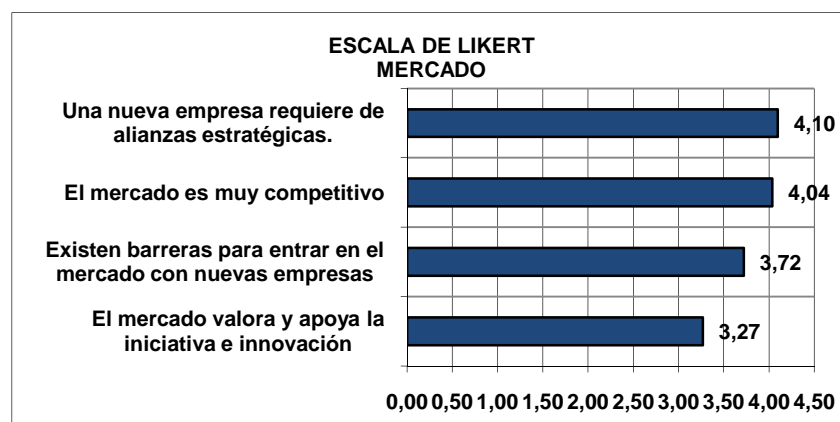 ESCALA DE LIKERT
MERCADO
Una nueva empresa requiere de
alianzas estratégicas.
4,10
El mercado es muy competitivo
4,04
Existen barreras para entrar en el
mercado con nuevas empresas
3,72
El mercado valora y apoya la
iniciativa e innovación
3,27
0,00 0,50 1,00 1,50 2,00 2,50 3,00 3,50 4,00 4,50